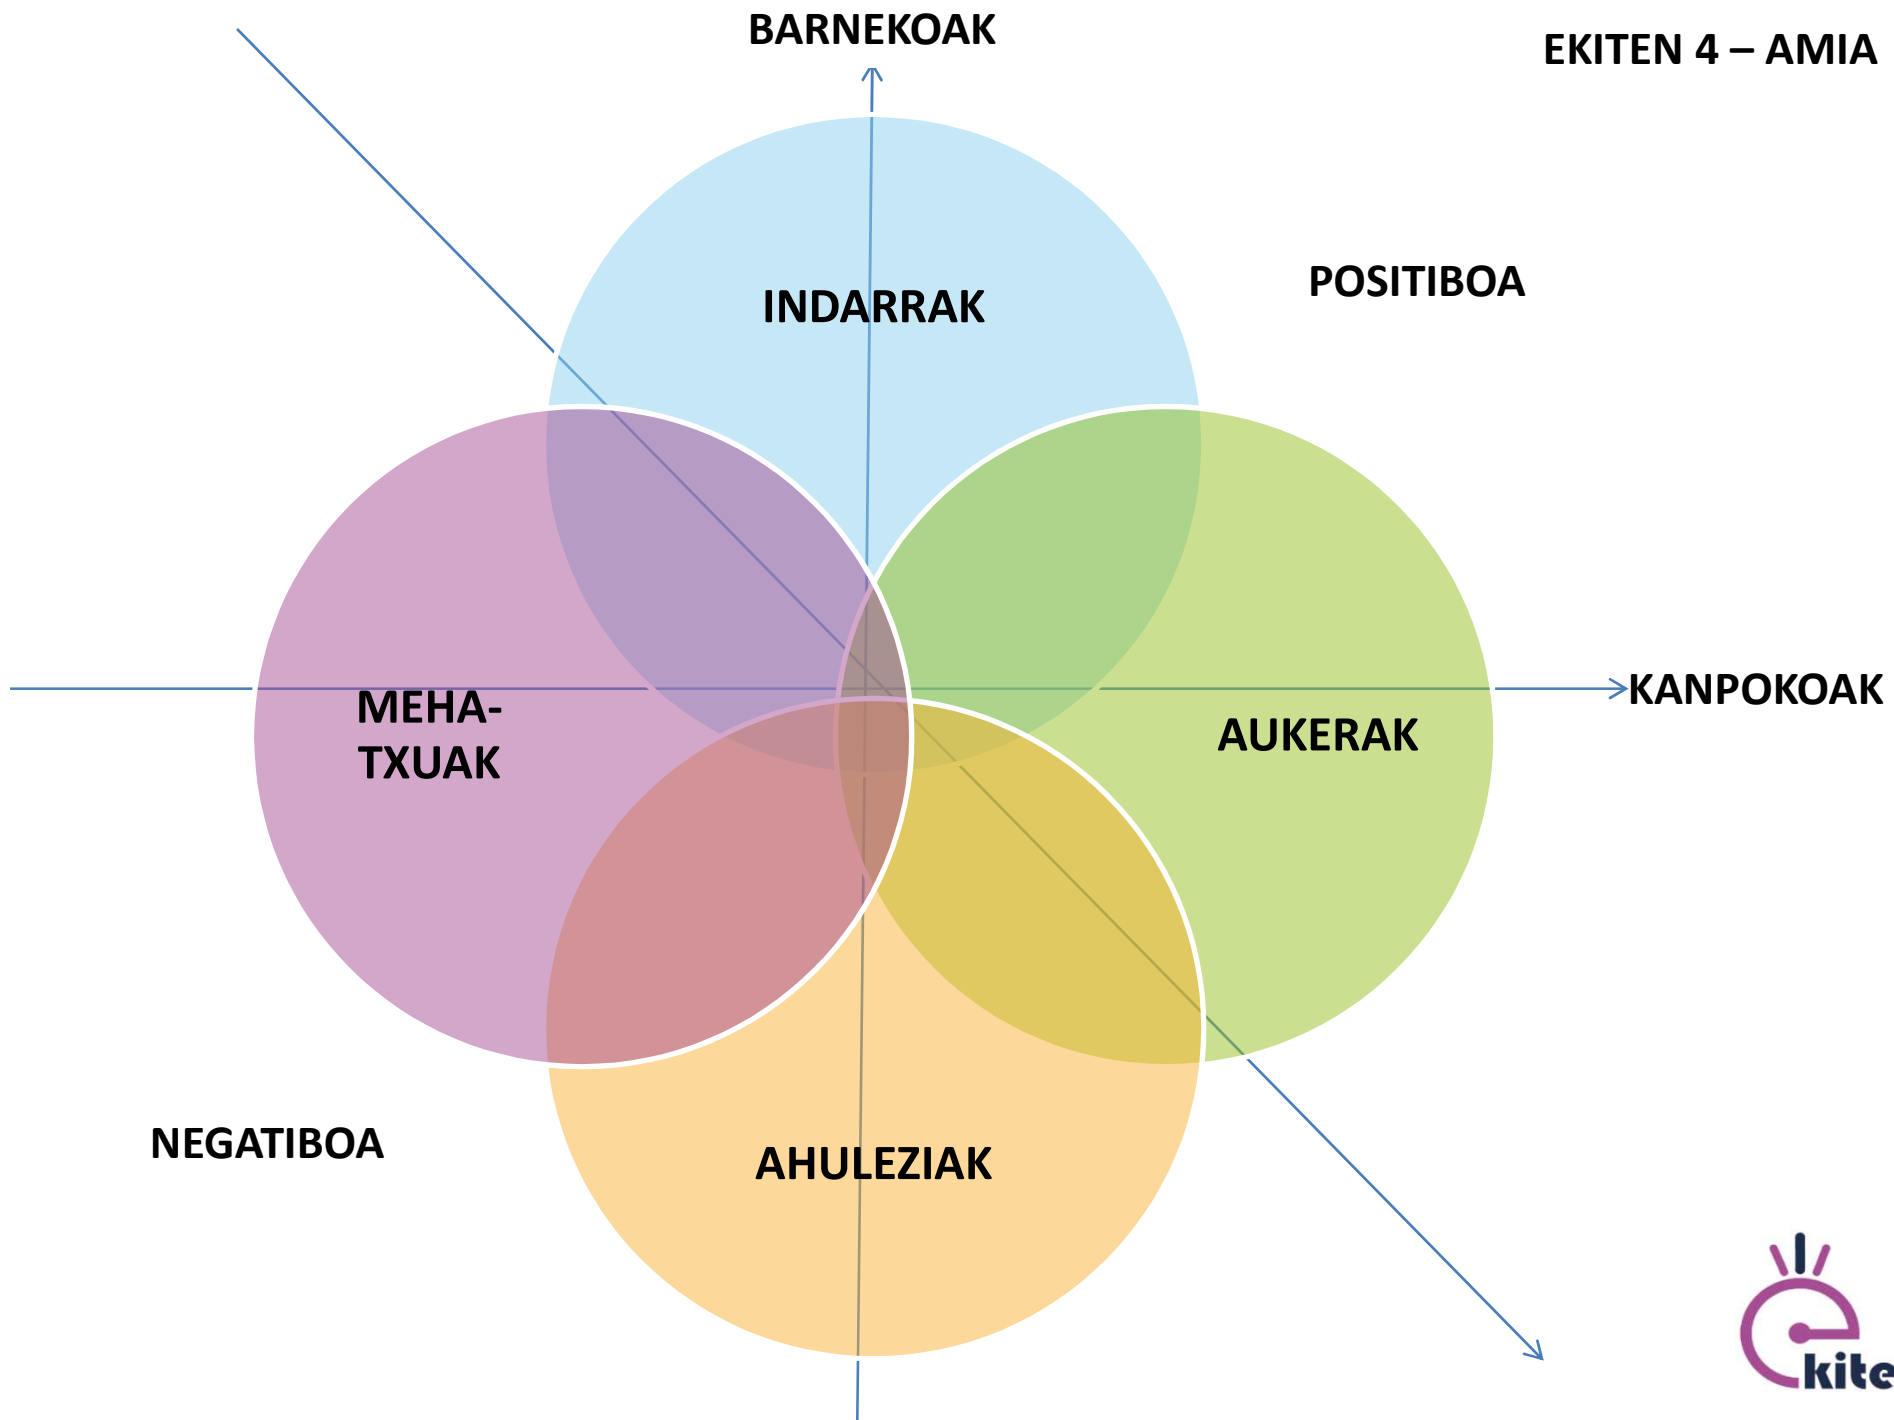 BARNEKOAK
EKITEN 4 – AMIA
POSITIBOA
INDARRAK
KANPOKOAK
MEHA-
TXUAK
AUKERAK
NEGATIBOA
AHULEZIAK
kite